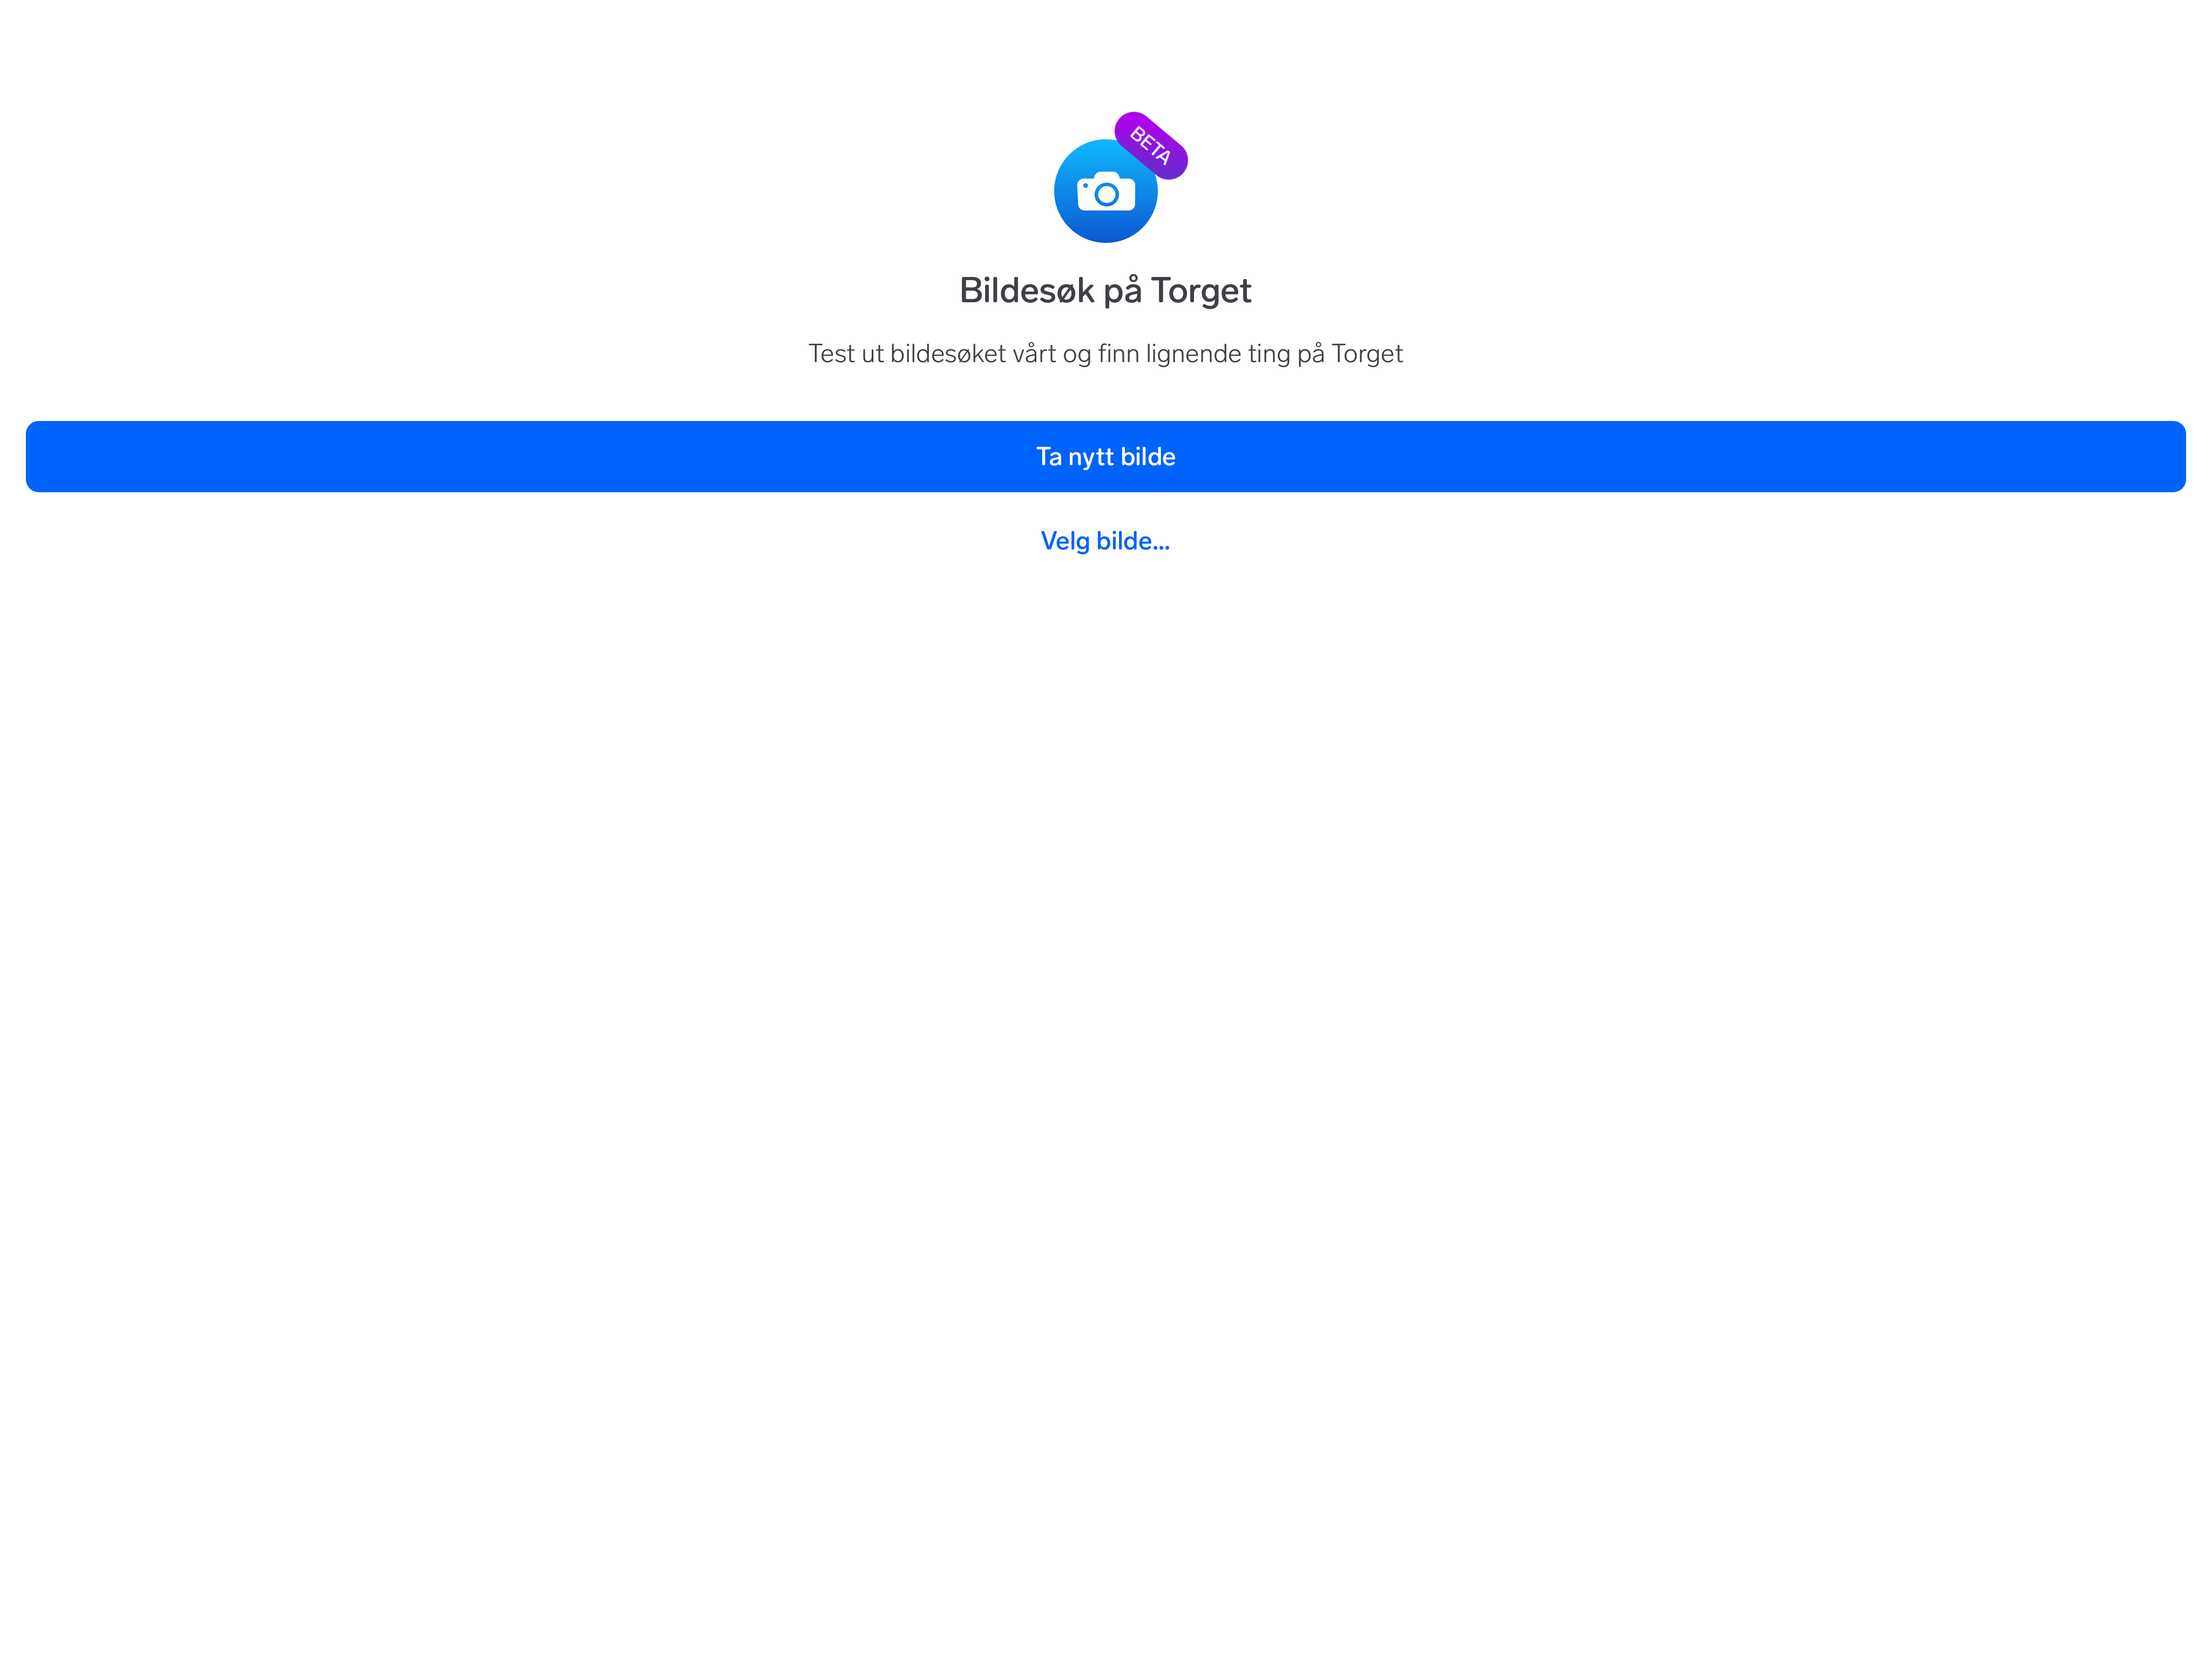 BETA
Bildesøk på Torget
Test ut bildesøket vårt og finn lignende ting på Torget
Ta nytt bilde
Velg bilde...